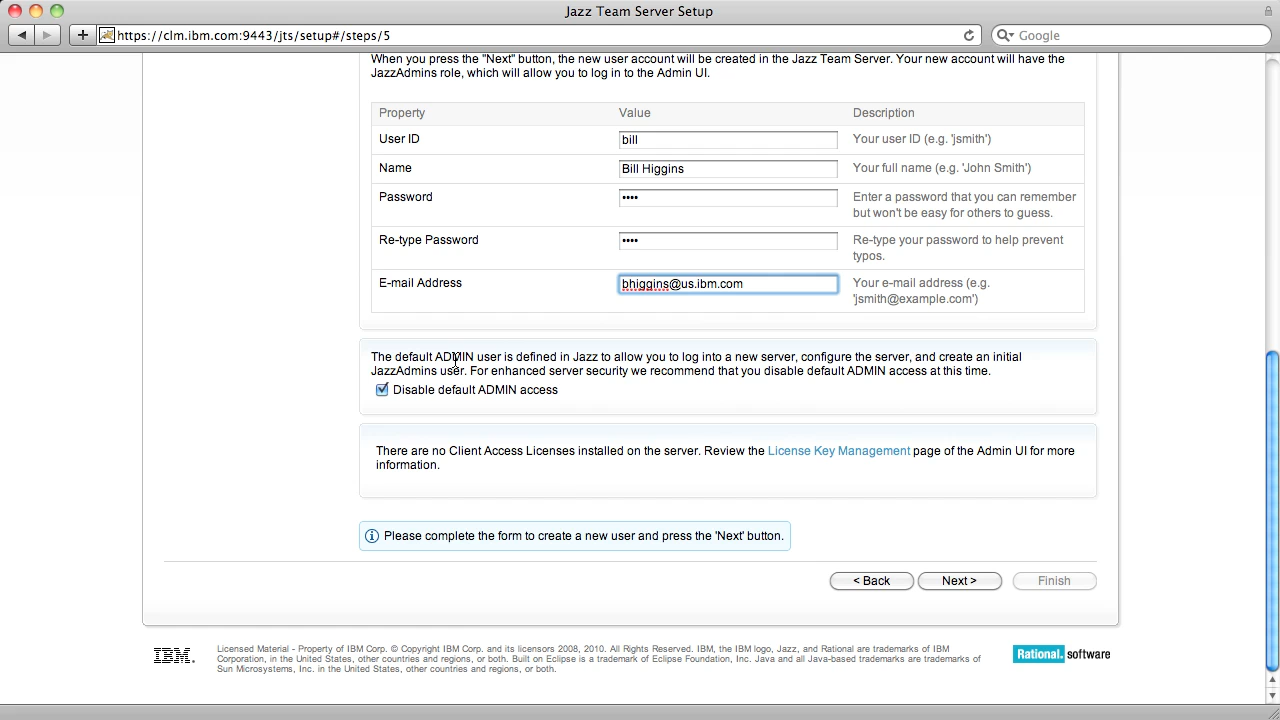 Jazz Team Server Setup
https://clm.ibm.com:9443/jts/setup#/steps/5
Google
When you press the "Next" button, the new user account will be created in the Jazz Team Server. Your new account will have the
JazzAdmins role, which will allow you to log in to the Admin UI.
Property Value Description
User ID bill Your user ID (e.g. 'jsmith')
Name Bill Higgins Your full name (e.g. 'John Smith')
Password •••• Enter a password that you can remember
but won't be easy for others to guess.
Re-type Password •••• Re-type your password to help prevent
typos.
E-mail Address bhiggins@us.ibm.com Your e-mail address (e.g.
'jsmith@example.com')
The default ADMIN user is defined in Jazz to allow you to log into a new server, configure the server, and create an initial
JazzAdmins user. For enhanced server security we recommend that you disable default ADMIN access at this time.
Disable default ADMIN access
There are no Client Access Licenses installed on the server. Review the License Key Management page of the Admin UI for more
information.
Please complete the form to create a new user and press the 'Next' button.
< Back Next > Finish
IBM.
Licensed Material - Property of IBM Corp. © Copyright IBM Corp. and its licensors 2008, 2010. All Rights Reserved. IBM, the IBM logo, Jazz, and Rational are trademarks of IBM
Corporation, in the United States, other countries and regions, or both. Built on Eclipse is a trademark of Eclipse Foundation, Inc. Java and all Java-based trademarks are trademarks of
Sun Microsystems, Inc. in the United States, other countries and regions, or both.
Rational. software